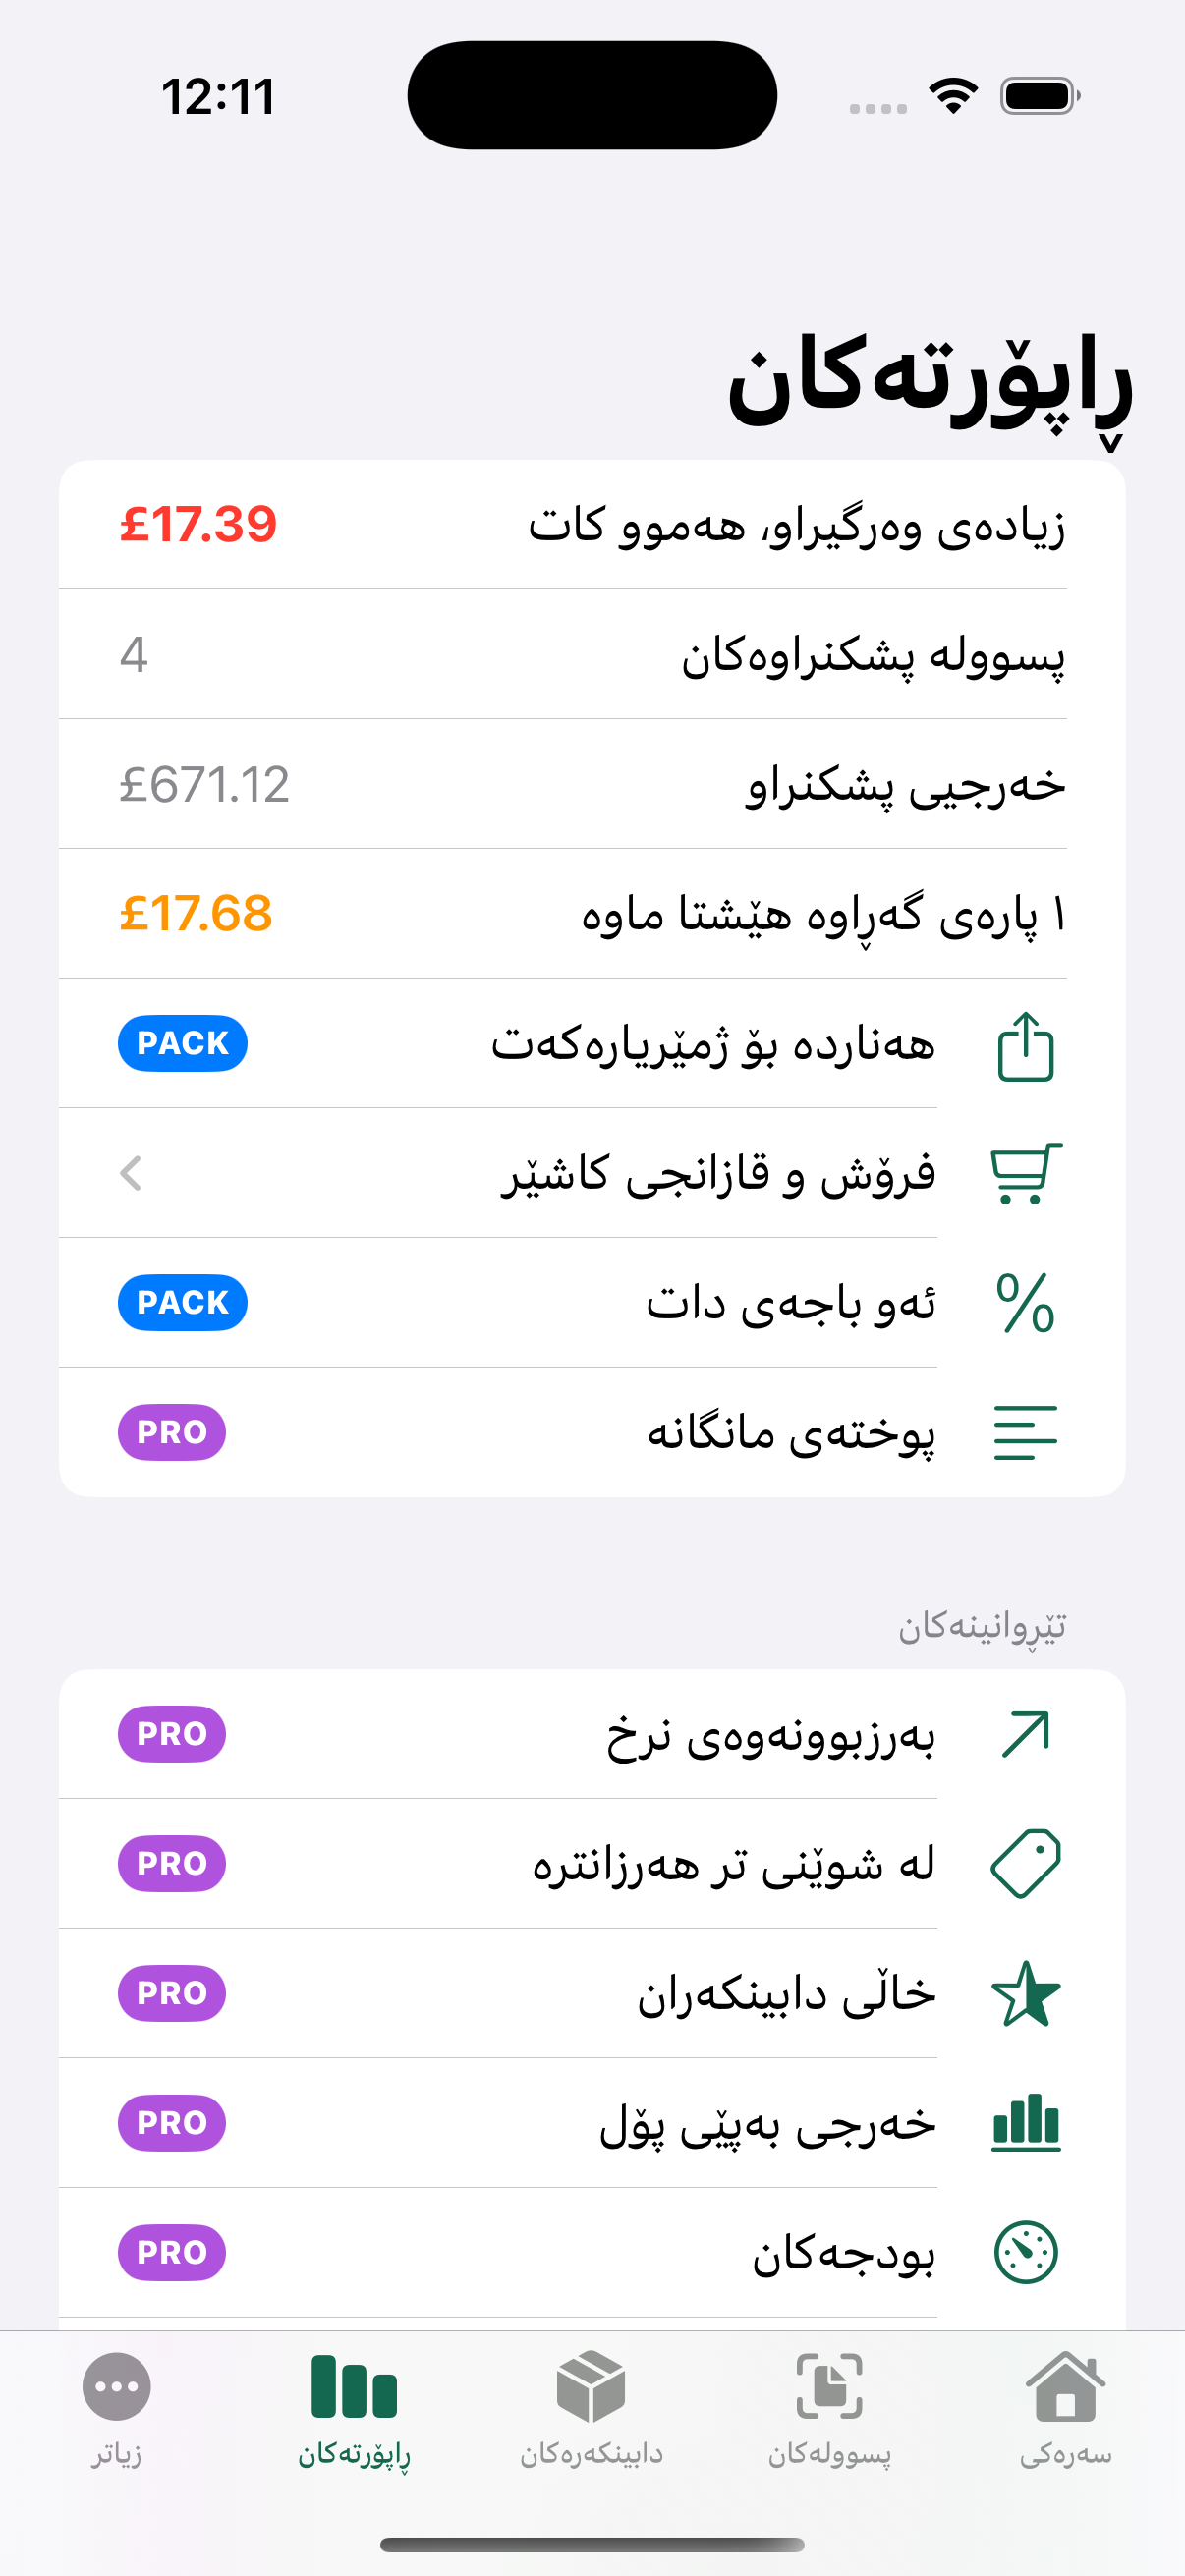 12:11
ڕاپۆرتەکان
زیادەی وەرگیراو، هەموو کات £17.39
پسوولە پشکنراوەکان 4
خەرجیی پشکنراو £671.12
١ پارەی گەڕاوە هێشتا ماوە £17.68
هەناردە بۆ ژمێریارەکەت PACK
فرۆش و قازانجی کاشێر
ئەو باجەی دات PACK
پوختەی مانگانە PRO
تێڕوانینەکان
بەرزبوونەوەی نرخ PRO
لە شوێنی تر هەرزانترە PRO
خاڵی دابینکەران PRO
خەرجی بەپێی پۆل PRO
بودجەکان PRO
سەرەکی
پسوولەکان
دابینکەرەکان
ڕاپۆرتەکان
زیاتر